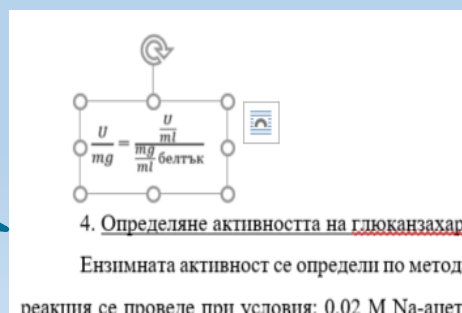 U/mg = (U/ml)/(mg/ml) белтък
4. Определяне активността на глюканзахар
Ензимната активност се определи по метод
реакция се проведе при условия: 0.02 M Na-ацет